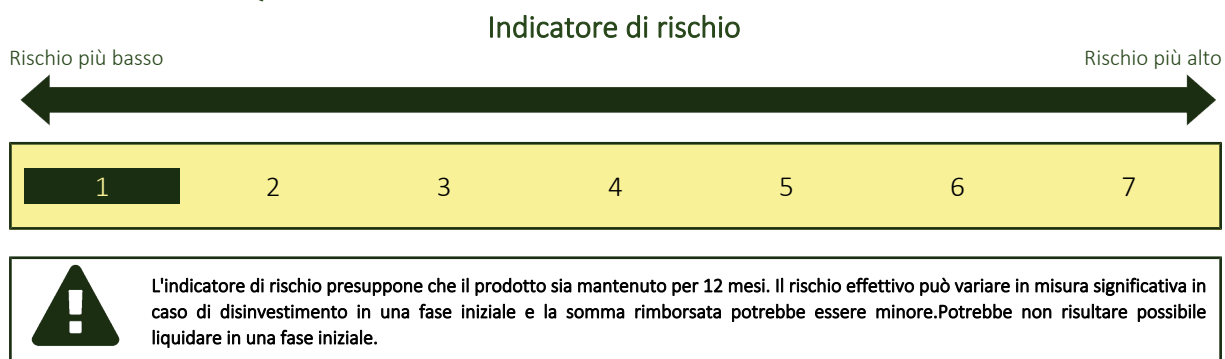 Indicatore di rischio
Rischio più basso
Rischio più alto
1 2 3 4 5 6 7
L'indicatore di rischio presuppone che il prodotto sia mantenuto per 12 mesi. Il rischio effettivo può variare in misura significativa in
caso di disinvestimento in una fase iniziale e la somma rimborsata potrebbe essere minore.Potrebbe non risultare possibile
liquidare in una fase iniziale.